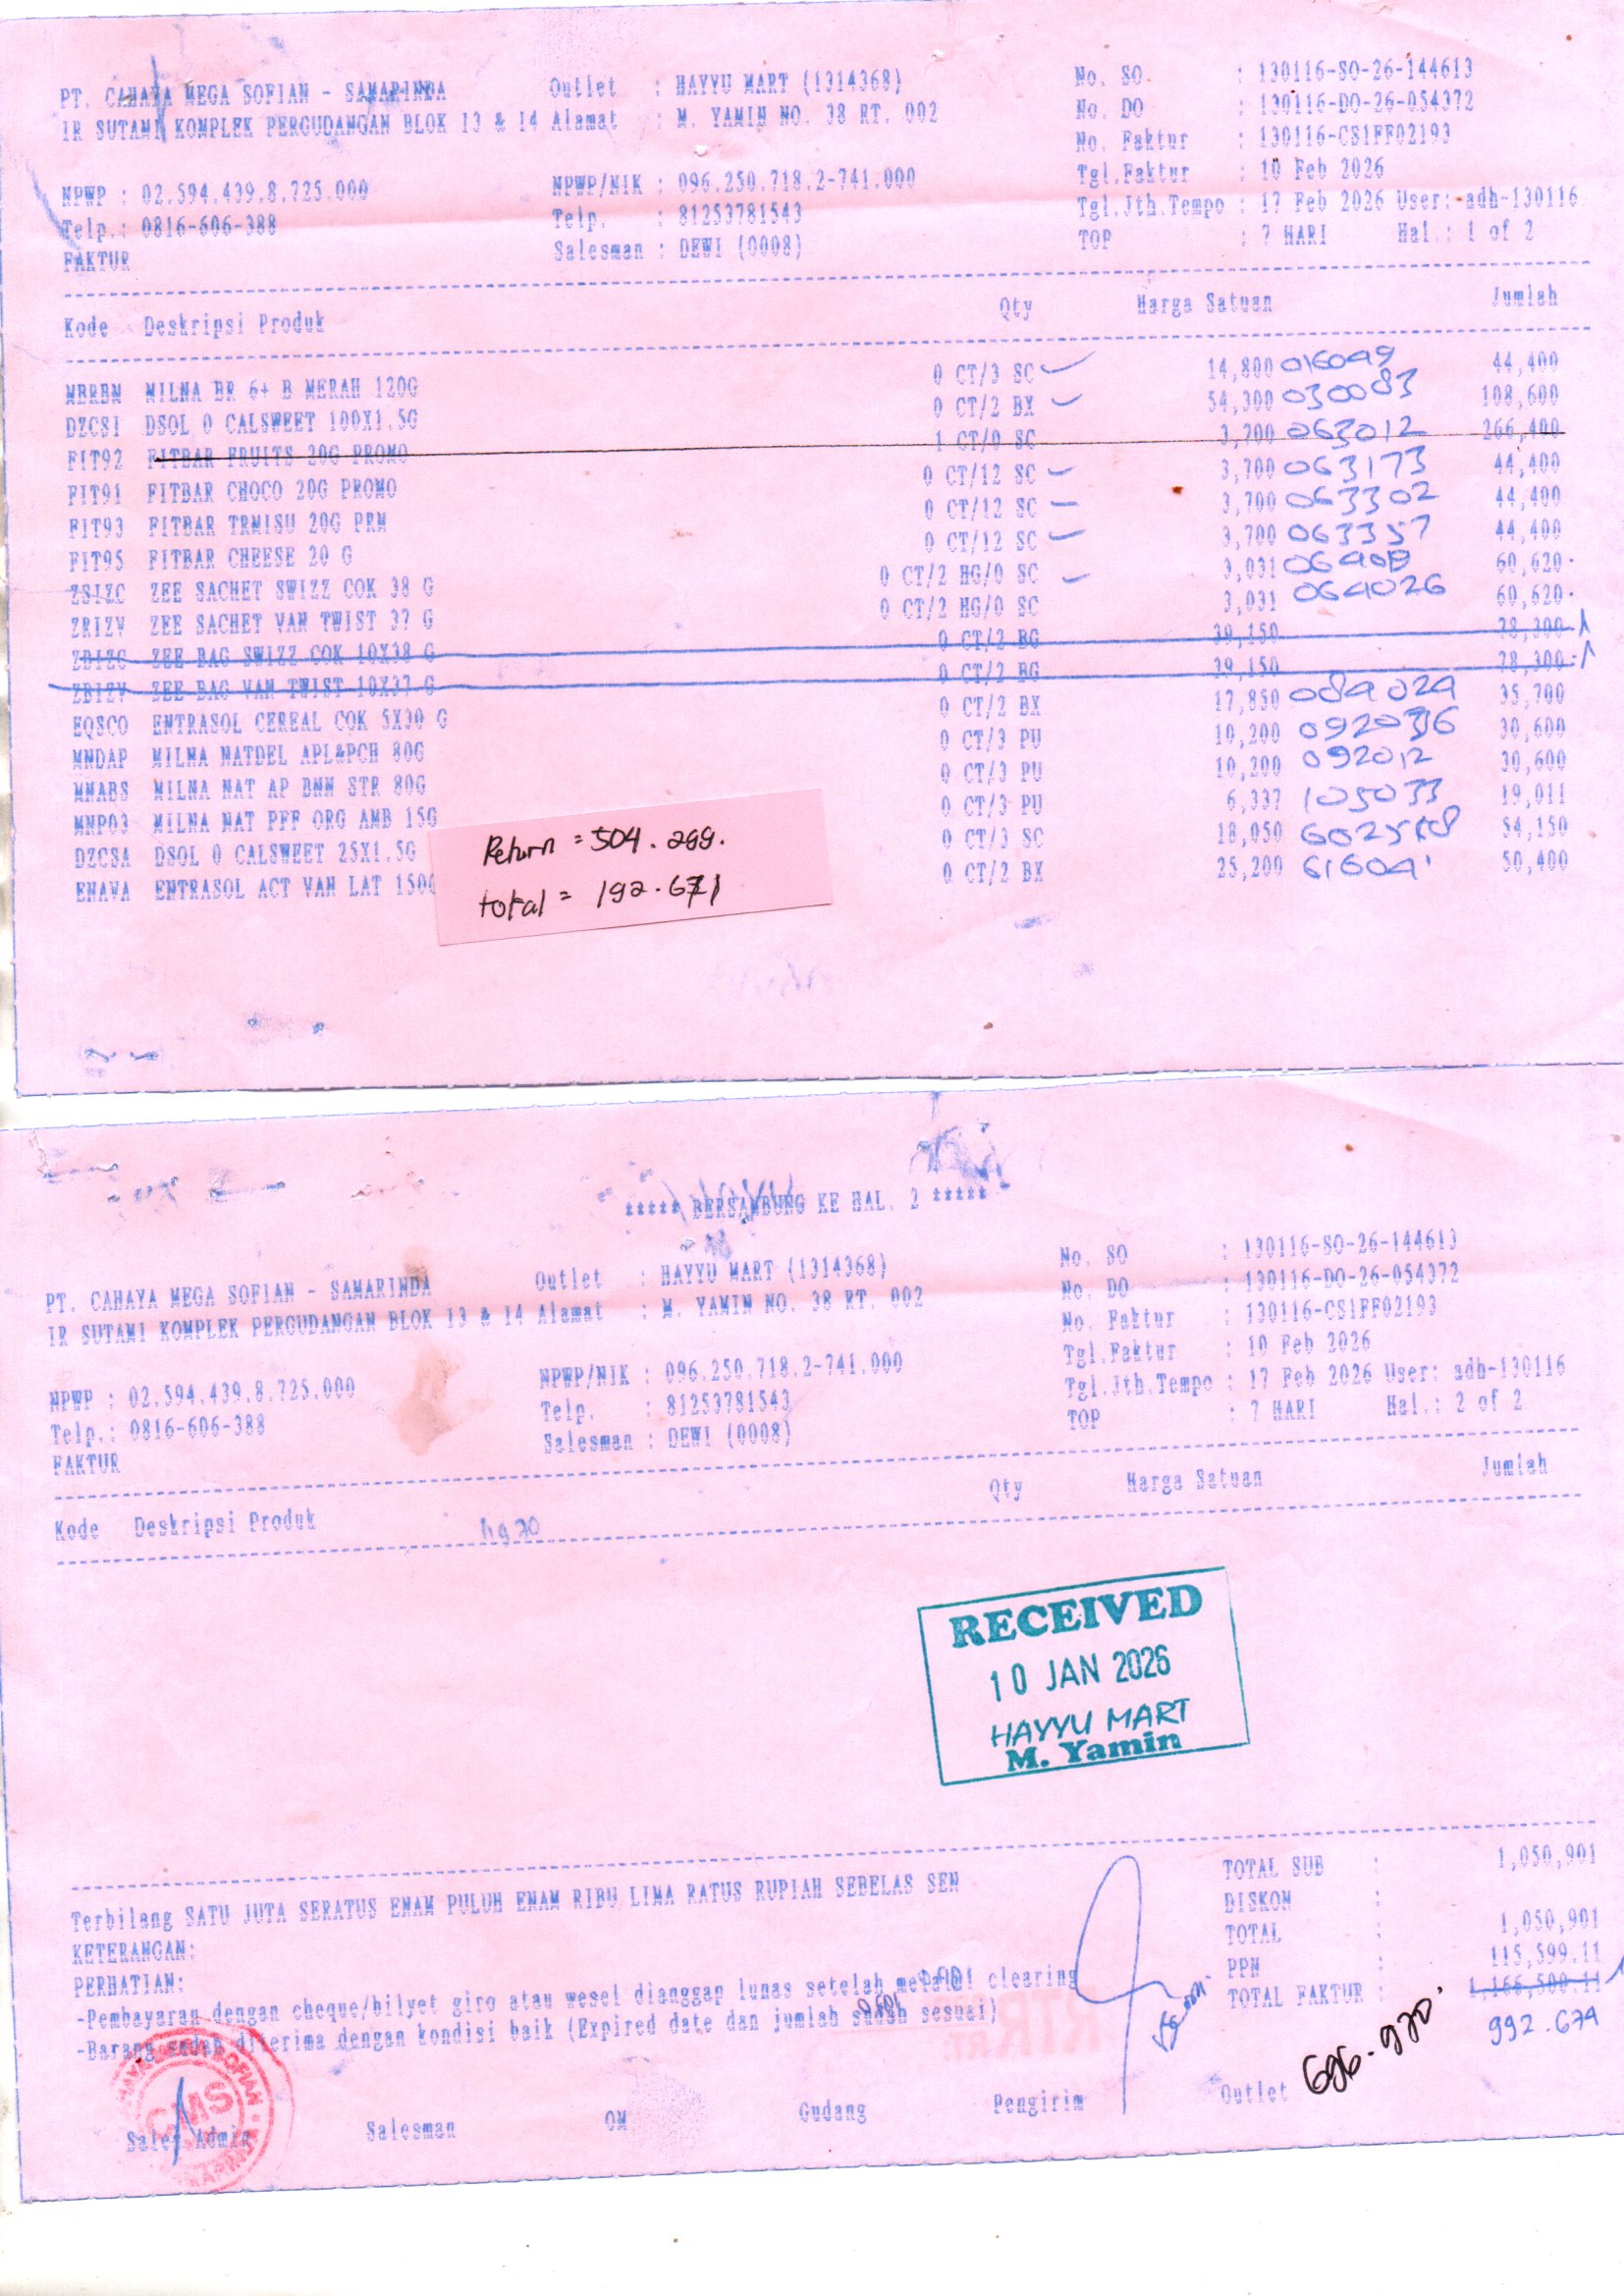 PT. CAHAYA MEGA SOFIAN - SAMARINDA
IR SUTAMI KOMPLEK PERGUDANGAN BLOK I3 & I4
NPWP : 02.594.439.8.725.000
Telp.: 0816-606-388
FAKTUR
Outlet : HAYYU MART (1314368)
Alamat : M. YAMIN NO. 38 RT. 002
NPWP/NIK : 096.250.718.2-741.000
Telp. : 81253781543
Salesman : DEWI (0008)
No. SO. : 130116-SO-26-144613
No. DO : 130116-DO-26-054372
No. Faktur : 130116-CS1FF02193
Tgl.Faktur : 10 Feb 2026
Tgl.Jth.Tempo : 17 Feb 2026 User: adh-130116
TOP : 7 HARI Hal.: 1 of 2
Kode Deskripsi Produk Qty Harga Satuan Jumlah
MBRBM MILNA BR 6+ B MERAH 120G 0 CT/3 SC 14,800 016049 44,400
DZCS1 DSOL 0 CALSWEET 100X1.5G 0 CT/2 BX 54,300 030083 108,600
FIT92 FITBAR FRUITS 20G PROMO 1 CT/0 SC 3,700 063012 266,400
FIT91 FITBAR CHOCO 20G PROMO 0 CT/12 SC 3,700 063173 44,400
FIT93 FITBAR TRMISU 20G PRM 0 CT/12 SC 3,700 063302 44,400
FIT95 FITBAR CHEESE 20 G 0 CT/12 SC 3,700 063357 44,400
ZSIZC ZEE SACHET SWIZZ COK 38 G 0 CT/2 HG/0 SC 3,031 60,620
ZRIZV ZEE SACHET VAN TWIST 37 G 0 CT/2 HG/0 SC 3,031 064026 60,620
ZBIZC ZEE BAG SWIZZ COK 10X38 G 0 CT/2 BG 39,150 78,300
ZBIZV ZEE BAG VAN TWIST 10X37 G 0 CT/2 BG 39,150 78,300
EQSCO ENTRASOL CEREAL COK 5X30 G 0 CT/2 BX 17,850 089029 35,700
MNDAP MILNA NATDEL APL&PCH 80G 0 CT/3 PU 10,200 30,600
MNABS MILNA NAT AP BNN STR 80G 0 CT/3 PU 10,200 092012 30,600
MNP03 MILNA NAT PFF ORG AMB 15G 0 CT/3 PU 6,337 105033 19,011
DZCSA DSOL 0 CALSWEET 25X1.5G 0 CT/3 SC 18,050 54,150
ENAVA ENTRASOL ACT VAN LAT 150G 0 CT/2 BX 25,200 616041 50,400
Return = 504.299.
total = 192.671
***** BERSAMBUNG KE HAL. 2 *****
PT. CAHAYA MEGA SOFIAN - SAMARINDA
IR SUTAMI KOMPLEK PERGUDANGAN BLOK I3 & I4
NPWP : 02.594.439.8.725.000
Telp.: 0816-606-388
FAKTUR
Outlet : HAYYU MART (1314368)
Alamat : M. YAMIN NO. 38 RT. 002
NPWP/NIK : 096.250.718.2-741.000
Telp. : 81253781543
Salesman : DEWI (0008)
No. SO : 130116-SO-26-144613
No. DO : 130116-DO-26-054372
No. Faktur : 130116-CS1FF02193
Tgl.Faktur : 10 Feb 2026
Tgl.Jth.Tempo : 17 Feb 2026 User: adh-130116
TOP : 7 HARI Hal.: 2 of 2
Kode Deskripsi Produk Qty Harga Satuan Jumlah
RECEIVED
10 JAN 2026
HAYYU MART
M. Yamin
Terbilang SATU JUTA SERATUS ENAM PULUH ENAM RIBU LIMA RATUS RUPIAH SEBELAS SEN
KETERANGAN:
PERHATIAN:
-Pembayaran dengan cheque/bilyet giro atau wesel dianggap lunas setelah melalui clearing
-Barang sudah diterima dengan kondisi baik (Expired date dan jumlah sudah sesuai)
TOTAL SUB : 1,050,901
DISKON :
TOTAL : 1,050,901
PPN : 115,599.11
TOTAL FAKTUR : 1,166,500.11
992.674
696.970.
Sales Admin Salesman OM Gudang Pengirim Outlet
CMS